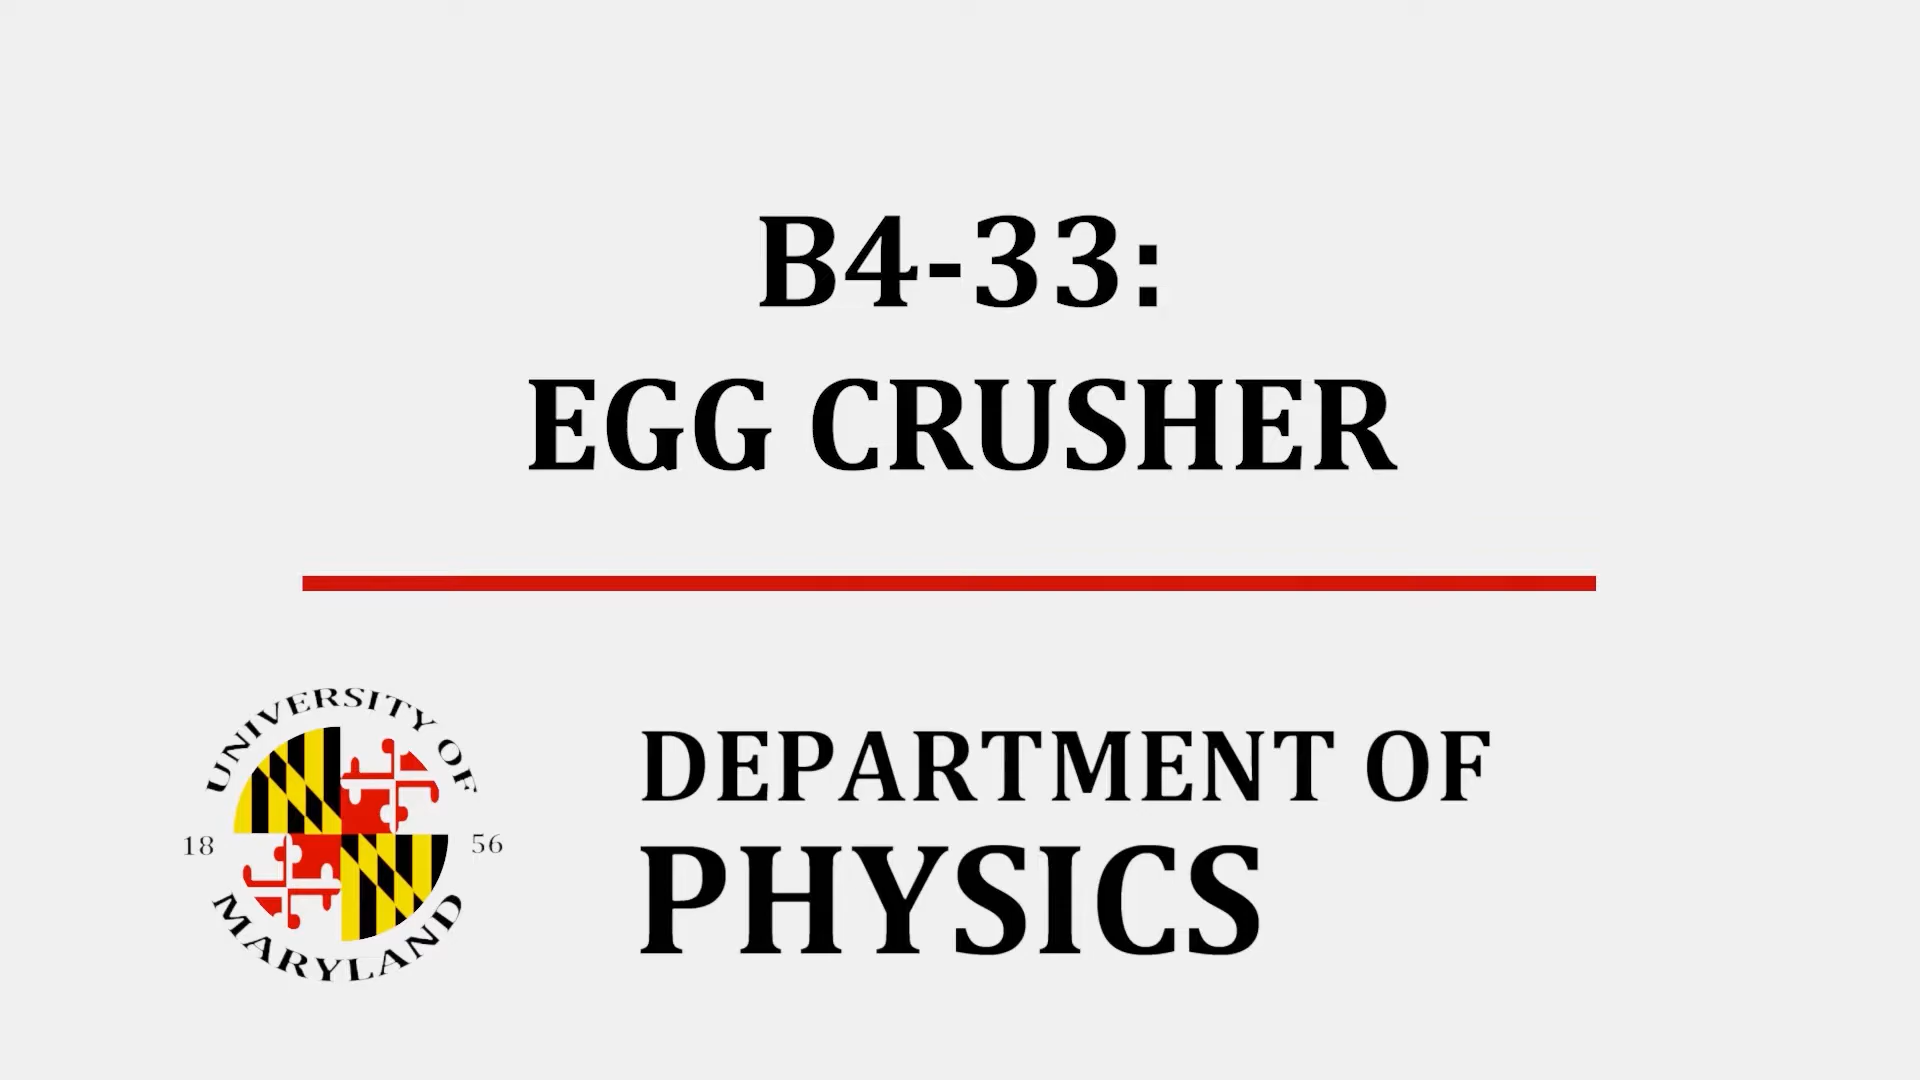 B4-33:
EGG CRUSHER
UNIVERSITY OF
18 56
MARYLAND
DEPARTMENT OF
PHYSICS